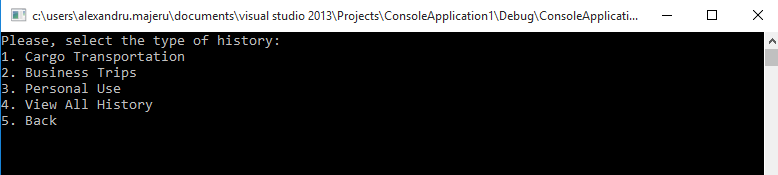 c:\users\alexandru.majeru\documents\visual studio 2013\Projects\ConsoleApplication1\Debug\ConsoleApplicati...
Please, select the type of history:
1. Cargo Transportation
2. Business Trips
3. Personal Use
4. View All History
5. Back